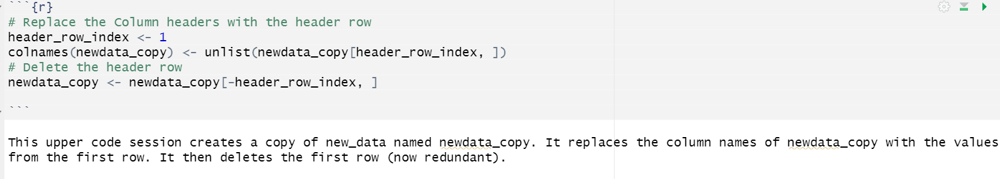 ```{r}
# Replace the Column headers with the header row
header_row_index <- 1
colnames(newdata_copy) <- unlist(newdata_copy[header_row_index, ])
# Delete the header row
newdata_copy <- newdata_copy[-header_row_index, ]
```
This upper code session creates a copy of new_data named newdata_copy. It replaces the column names of newdata_copy with the values
from the first row. It then deletes the first row (now redundant).